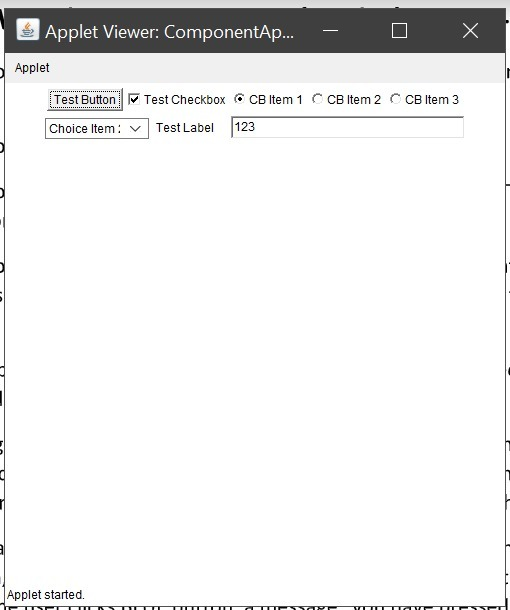 Applet Viewer: ComponentAp...
Applet
Test Button Test Checkbox CB Item 1 CB Item 2 CB Item 3
Choice Item Test Label 123
Applet started.